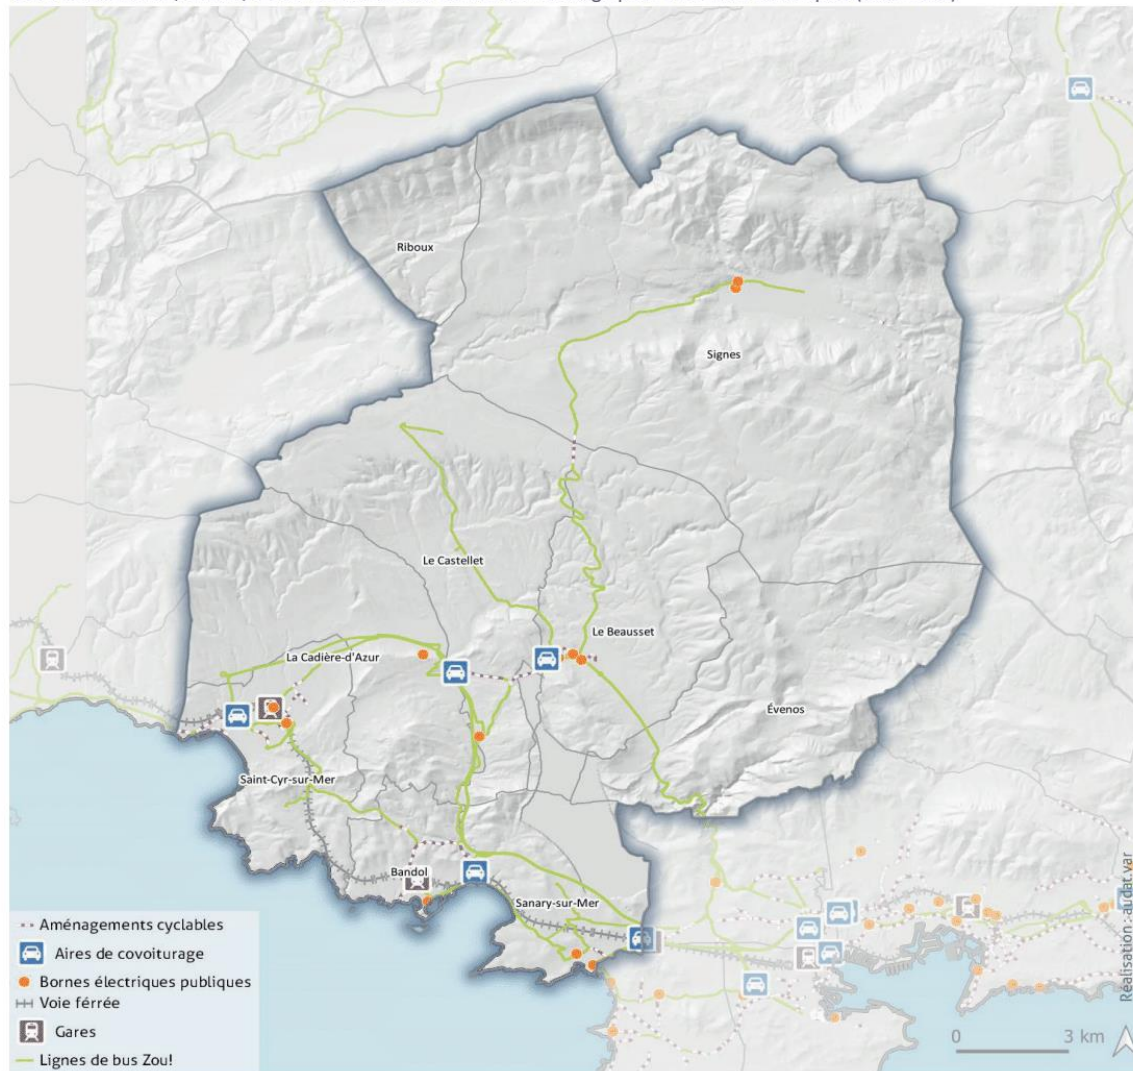 Riboux
Signes
Le Castellet
Le Beausset
La Cadière-d'Azur
Évenos
Saint-Cyr-sur-Mer
Bandol
Sanary-sur-Mer
Aménagements cyclables
Aires de covoiturage
Bornes électriques publiques
Voie férrée
Gares
Lignes de bus Zou!
0 3 km
Réalisation : audat.var